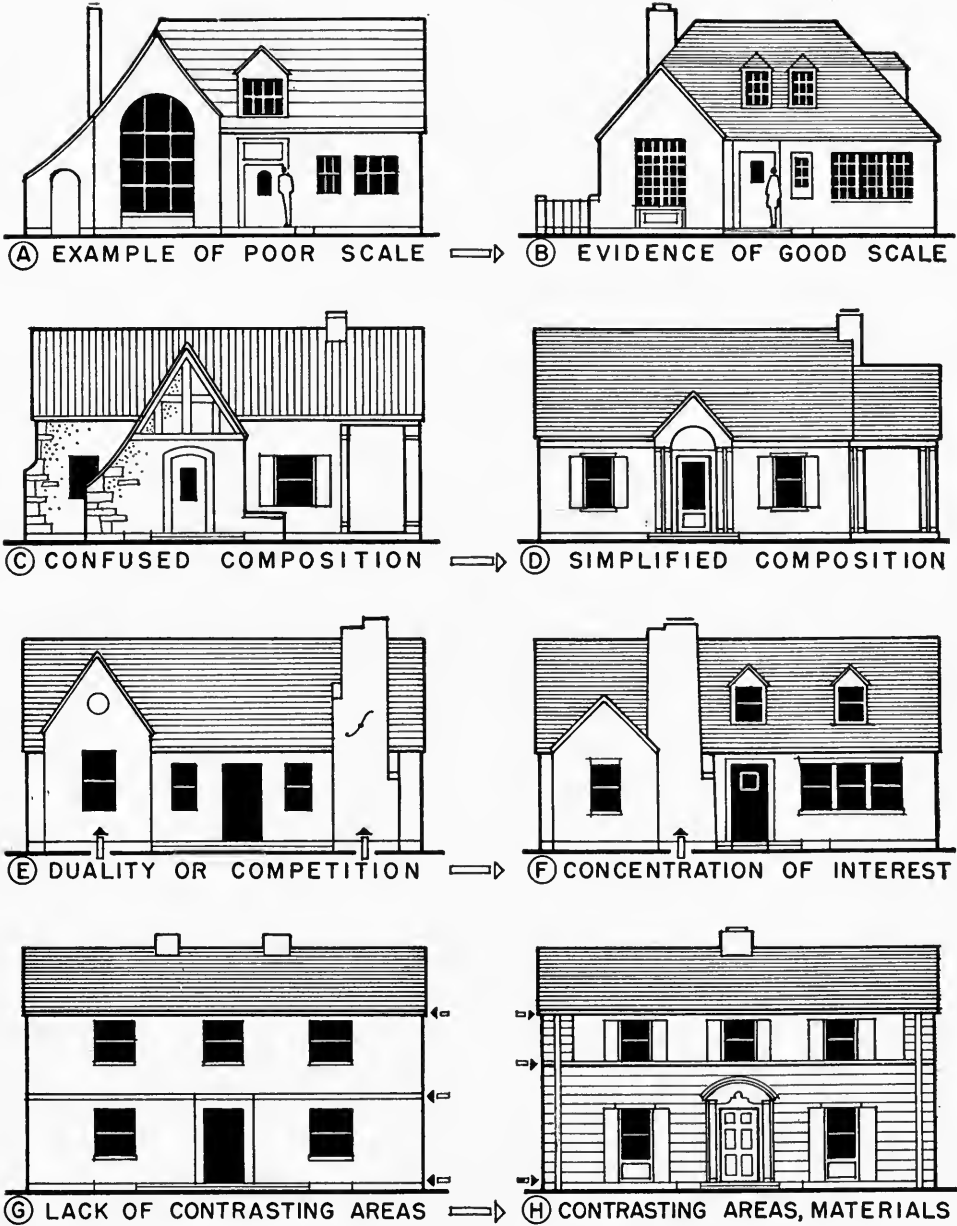 A EXAMPLE OF POOR SCALE
B EVIDENCE OF GOOD SCALE
C CONFUSED COMPOSITION
D SIMPLIFIED COMPOSITION
E DUALITY OR COMPETITION
F CONCENTRATION OF INTEREST
G LACK OF CONTRASTING AREAS
H CONTRASTING AREAS, MATERIALS